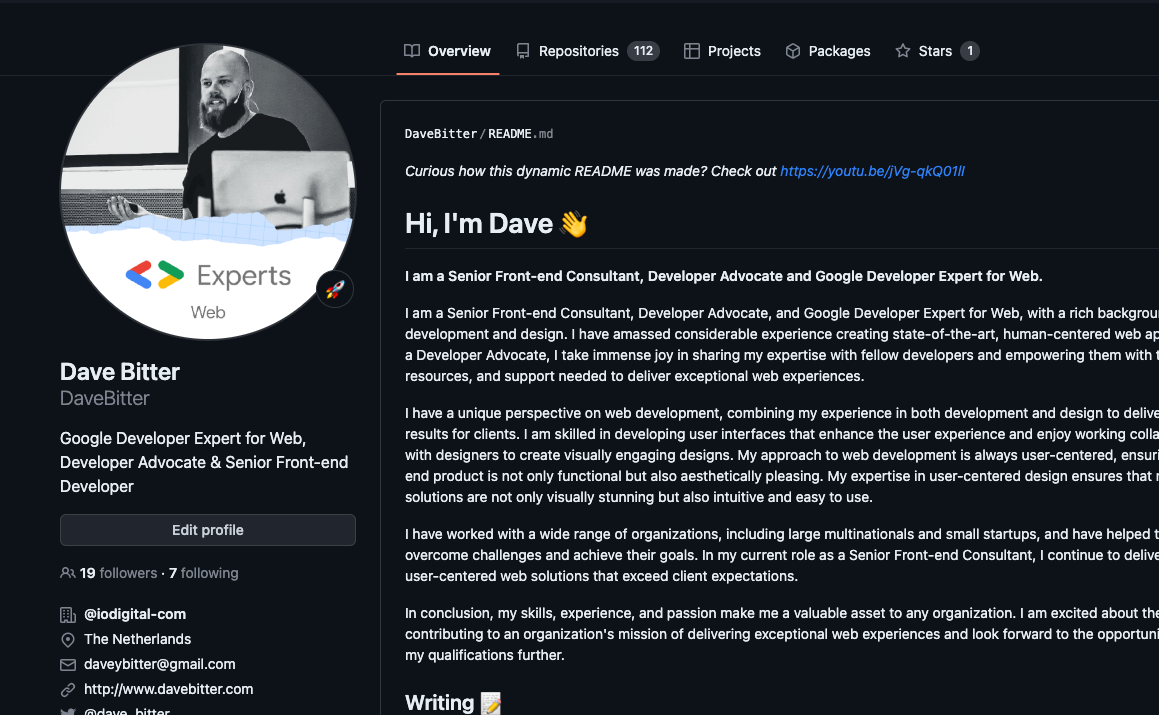 Overview Repositories 112 Projects Packages Stars 1
Experts
Web
Dave Bitter
DaveBitter
Google Developer Expert for Web,
Developer Advocate & Senior Front-end
Developer
Edit profile
19 followers · 7 following
@iodigital-com
The Netherlands
daveybitter@gmail.com
http://www.davebitter.com
@dave_bitter
DaveBitter/README.md
Curious how this dynamic README was made? Check out https://youtu.be/jVg-qkQ01lI
Hi, I'm Dave 👋
I am a Senior Front-end Consultant, Developer Advocate and Google Developer Expert for Web.
I am a Senior Front-end Consultant, Developer Advocate, and Google Developer Expert for Web, with a rich
development and design. I have amassed considerable experience creating state-of-the-art, human-centered web
a Developer Advocate, I take immense joy in sharing my expertise with fellow developers and empowering them with
resources, and support needed to deliver exceptional web experiences.
I have a unique perspective on web development, combining my experience in both development and design to
results for clients. I am skilled in developing user interfaces that enhance the user experience and enjoy working
with designers to create visually engaging designs. My approach to web development is always user-centered,
end product is not only functional but also aesthetically pleasing. My expertise in user-centered design ensures that
solutions are not only visually stunning but also intuitive and easy to use.
I have worked with a wide range of organizations, including large multinationals and small startups, and have helped
overcome challenges and achieve their goals. In my current role as a Senior Front-end Consultant, I continue to
user-centered web solutions that exceed client expectations.
In conclusion, my skills, experience, and passion make me a valuable asset to any organization. I am excited about
contributing to an organization's mission of delivering exceptional web experiences and look forward to the
my qualifications further.
Writing 📝